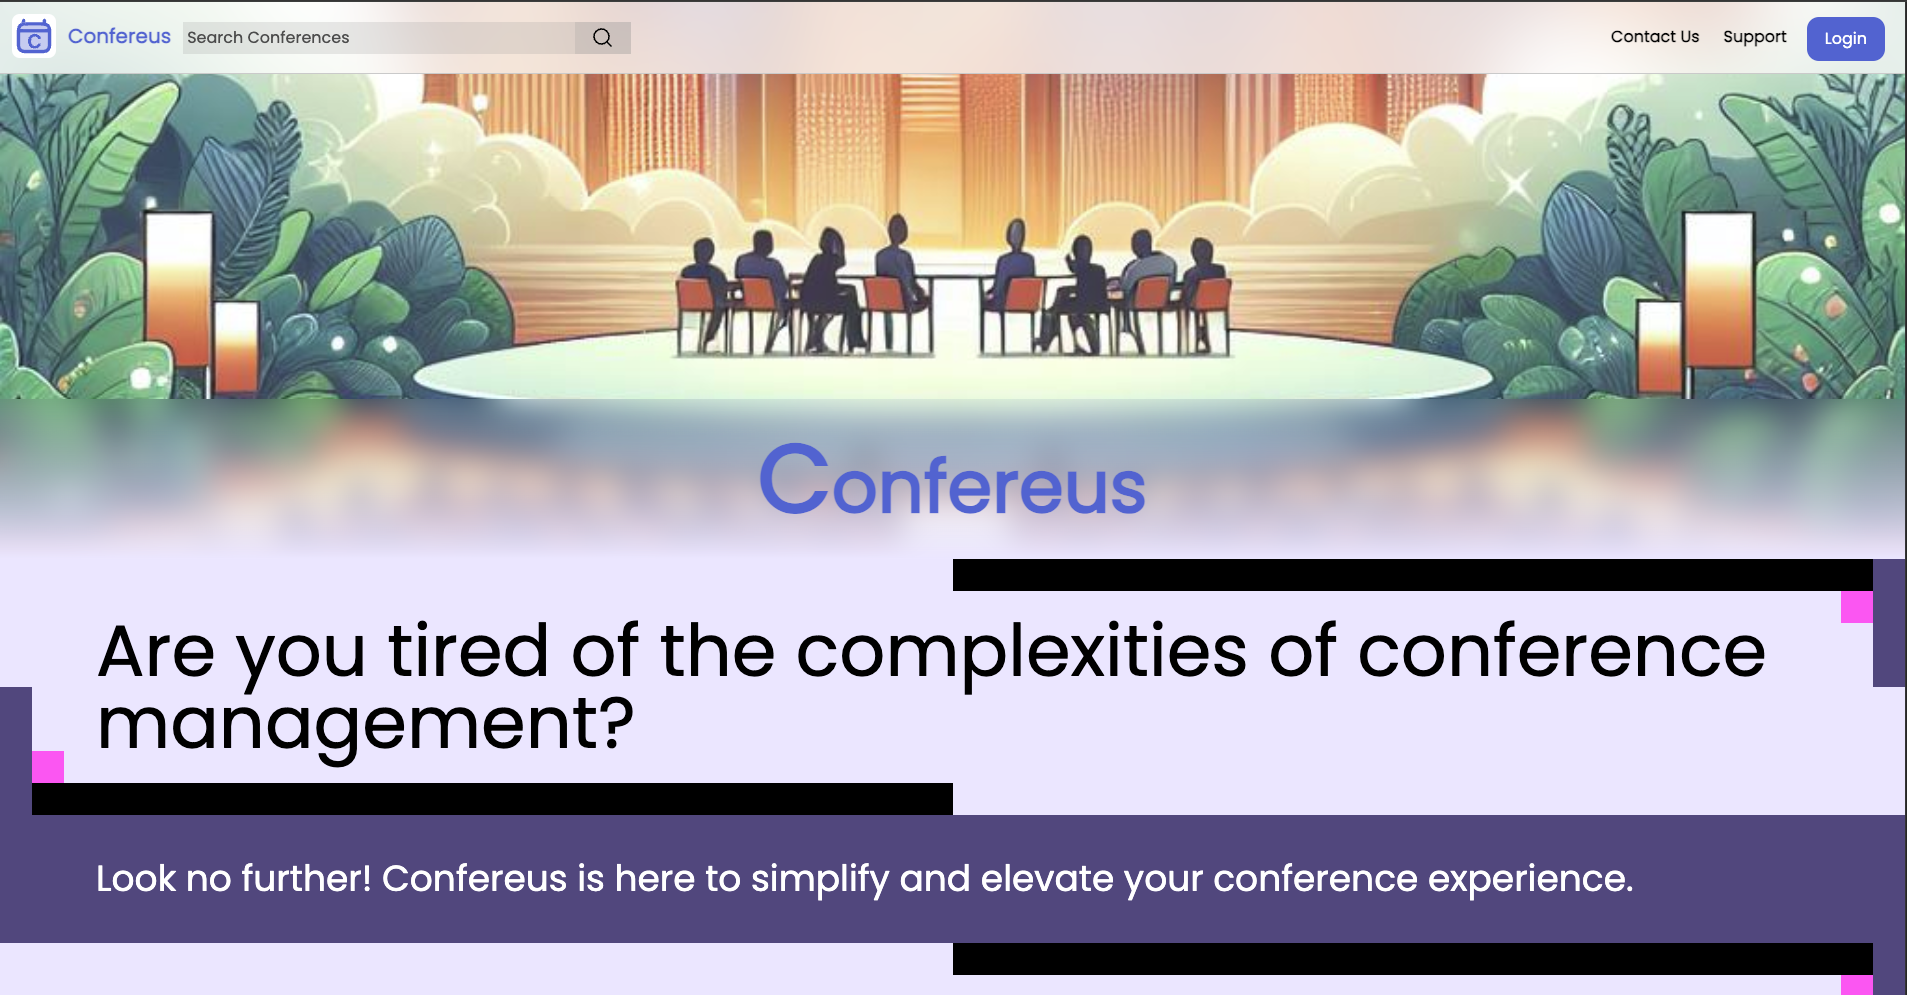 C
Confereus
Search Conferences
Contact Us
Support
Login
Confereus
Are you tired of the complexities of conference
management?
Look no further! Confereus is here to simplify and elevate your conference experience.